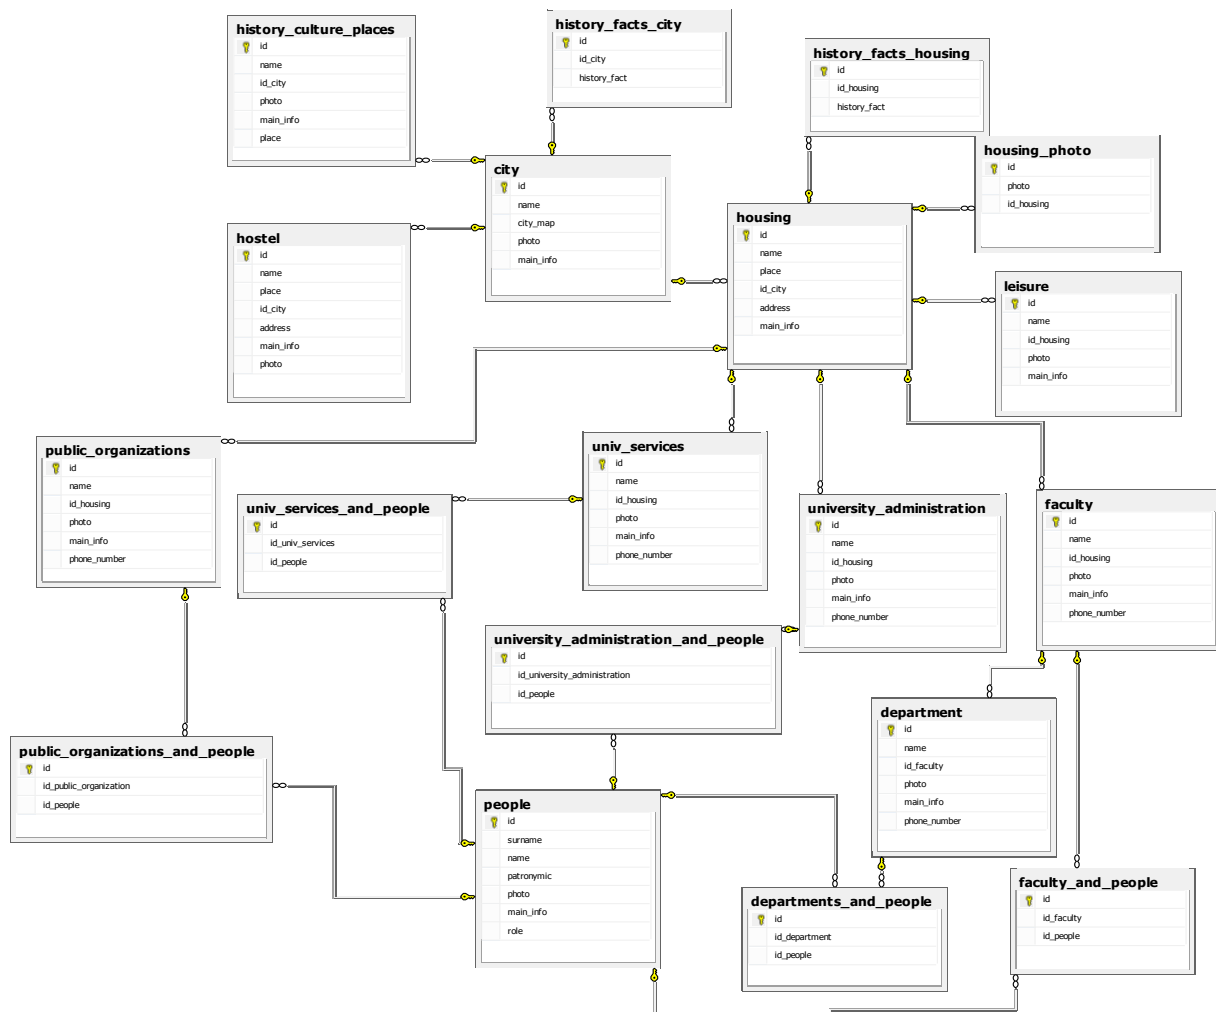 history_culture_places
id
name
id_city
photo
main_info
place
history_facts_city
id
id_city
history_fact
history_facts_housing
id
id_housing
history_fact
housing_photo
id
photo
id_housing
city
id
name
city_map
photo
main_info
housing
id
name
place
id_city
address
main_info
hostel
id
name
place
id_city
address
main_info
photo
leisure
id
name
id_housing
photo
main_info
public_organizations
id
name
id_housing
photo
main_info
phone_number
univ_services
id
name
id_housing
photo
main_info
phone_number
univ_services_and_people
id
id_univ_services
id_people
university_administration
id
name
id_housing
photo
main_info
phone_number
faculty
id
name
id_housing
photo
main_info
phone_number
university_administration_and_people
id
id_university_administration
id_people
department
id
name
id_faculty
photo
main_info
phone_number
public_organizations_and_people
id
id_public_organization
id_people
people
id
surname
name
patronymic
photo
main_info
role
departments_and_people
id
id_department
id_people
faculty_and_people
id
id_faculty
id_people